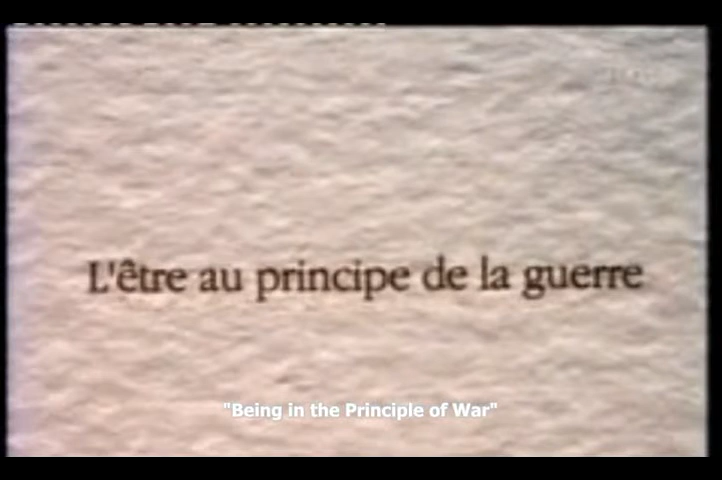 L'être au principe de la guerre
"Being in the Principle of War"